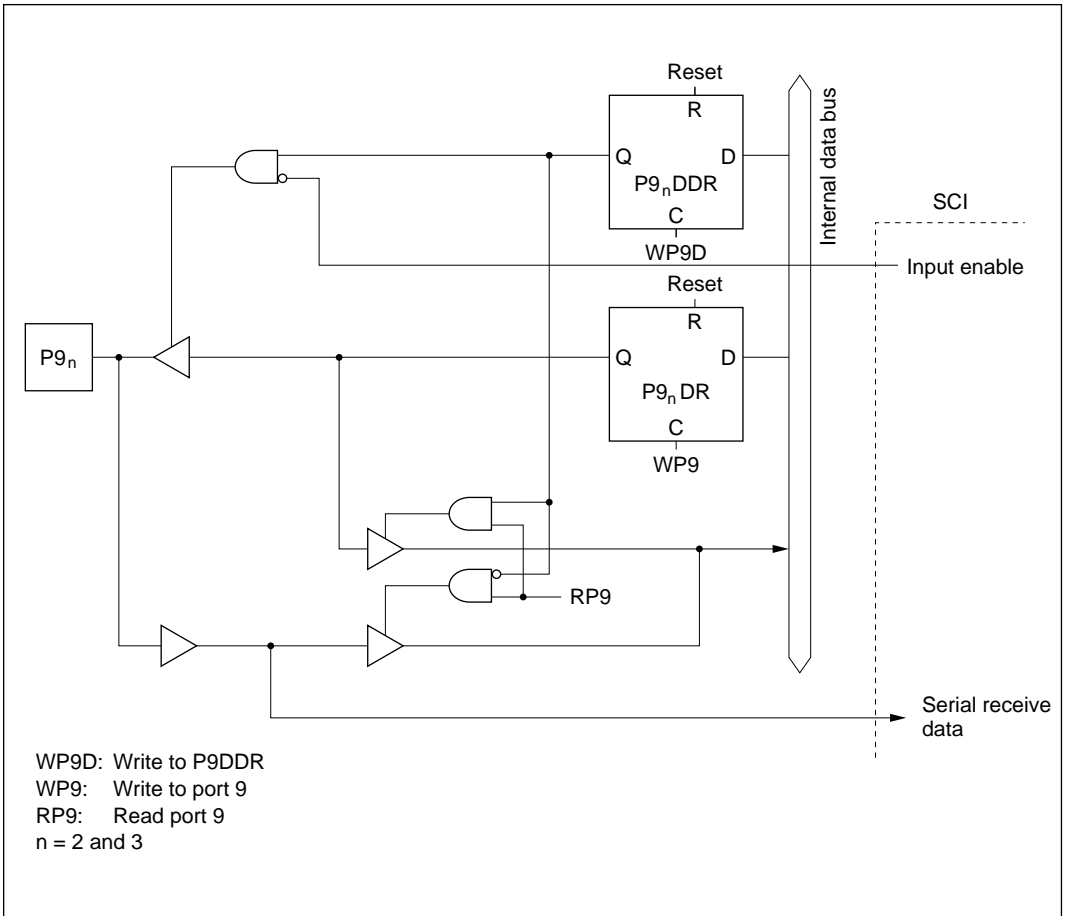 Reset
R
Q
D
P9nDDR
C
WP9D
Internal data bus
SCI
Input enable
Reset
R
Q
D
P9nDR
C
WP9
P9n
RP9
Serial receive
data
WP9D: Write to P9DDR
WP9: Write to port 9
RP9: Read port 9
n = 2 and 3